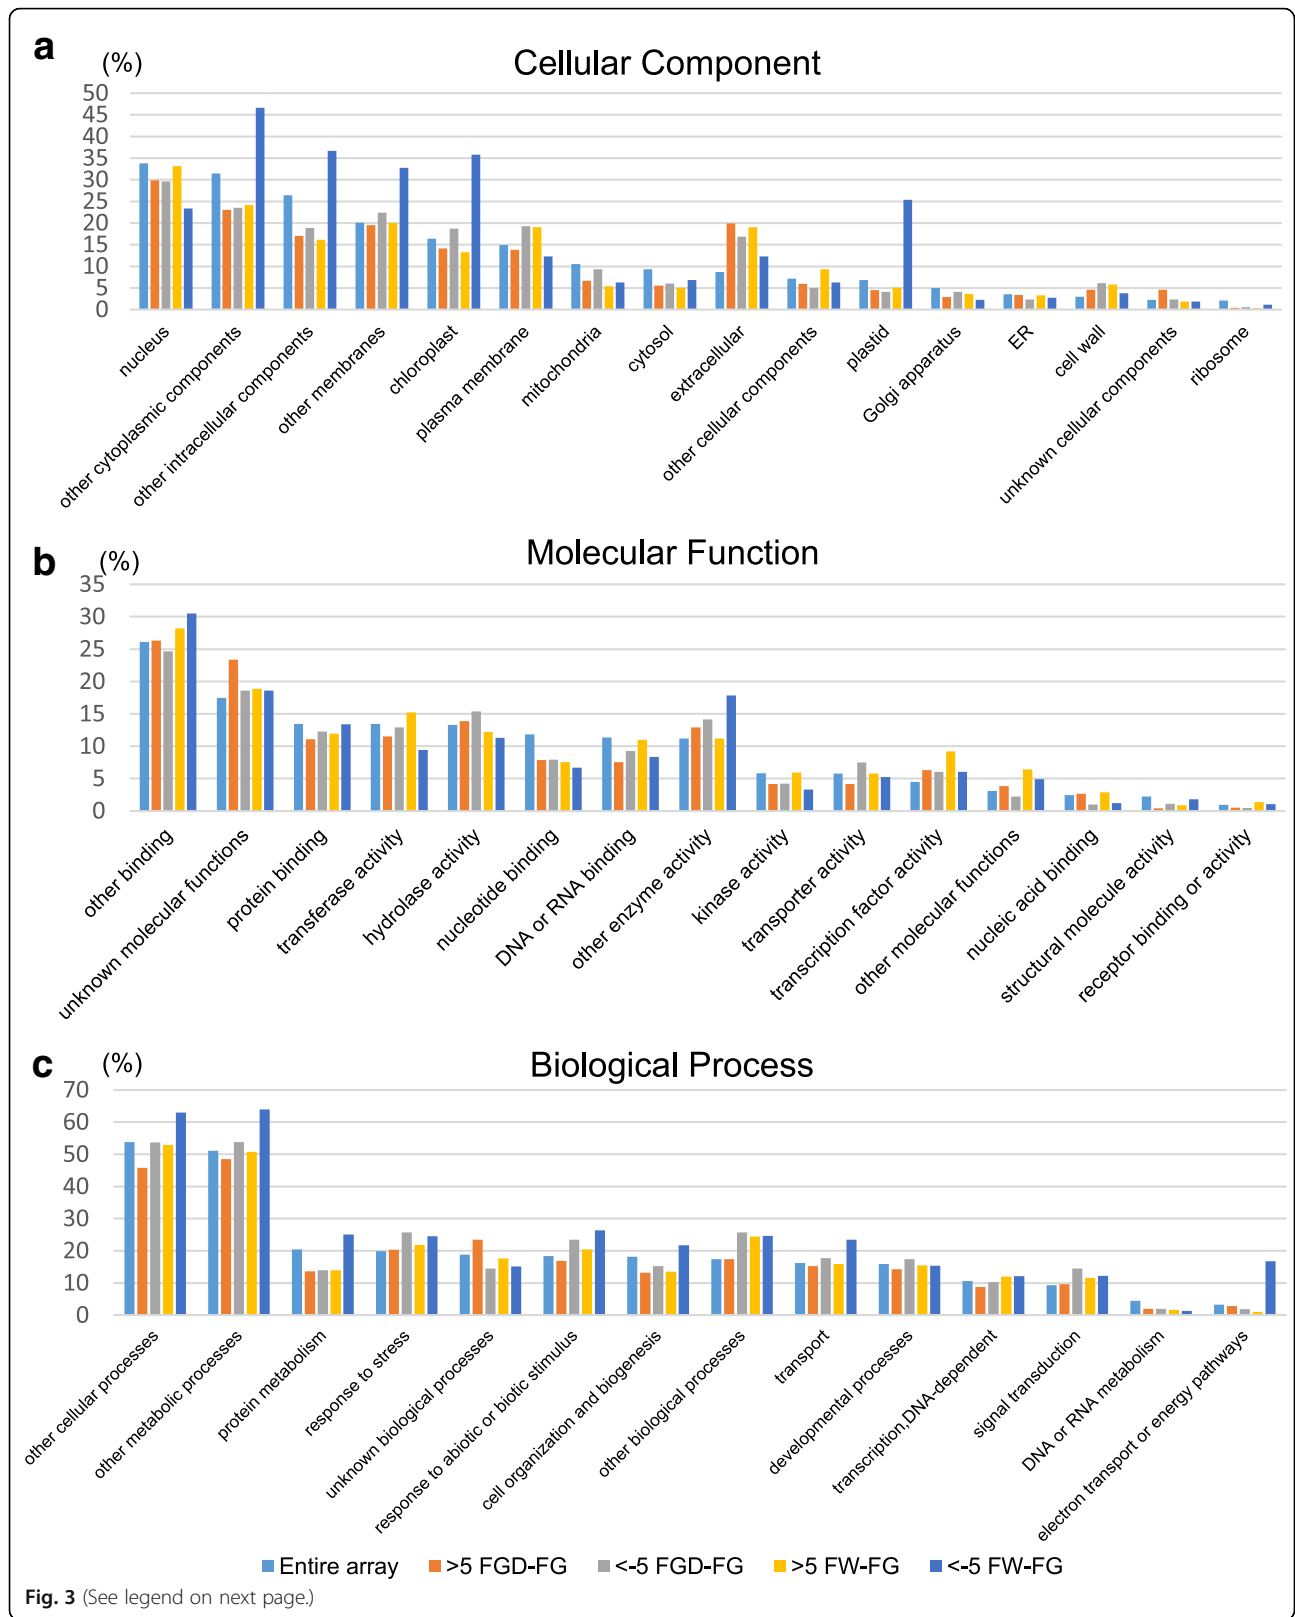 a
(%)
Cellular Component
50
45
40
35
30
25
20
15
10
5
0
nucleus
other cytoplasmic components
other intracellular components
other membranes
chloroplast
plasma membrane
mitochondria
cytosol
extracellular
other cellular components
plastid
Golgi apparatus
ER
cell wall
unknown cellular components
ribosome
b
(%)
Molecular Function
35
30
25
20
15
10
5
0
other binding
unknown molecular functions
protein binding
transferase activity
hydrolase activity
nucleotide binding
DNA or RNA binding
other enzyme activity
kinase activity
transporter activity
transcription factor activity
other molecular functions
nucleic acid binding
structural molecule activity
receptor binding or activity
c
(%)
Biological Process
70
60
50
40
30
20
10
0
other cellular processes
other metabolic processes
protein metabolism
response to stress
unknown biological processes
response to abiotic or biotic stimulus
cell organization and biogenesis
other biological processes
transport
developmental processes
transcription,DNA-dependent
signal transduction
DNA or RNA metabolism
electron transport or energy pathways
Entire array >5 FGD-FG <-5 FGD-FG >5 FW-FG <-5 FW-FG
Fig. 3 (See legend on next page.)